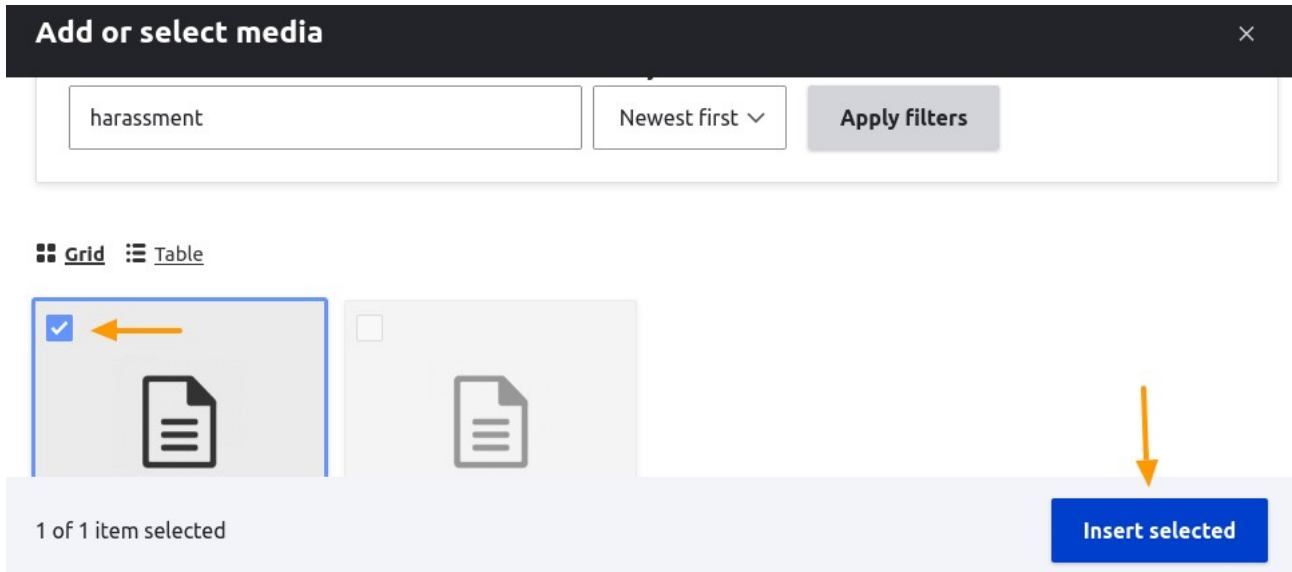 Add or select media
harassment
Newest first
Apply filters
Grid
Table
1 of 1 item selected
Insert selected